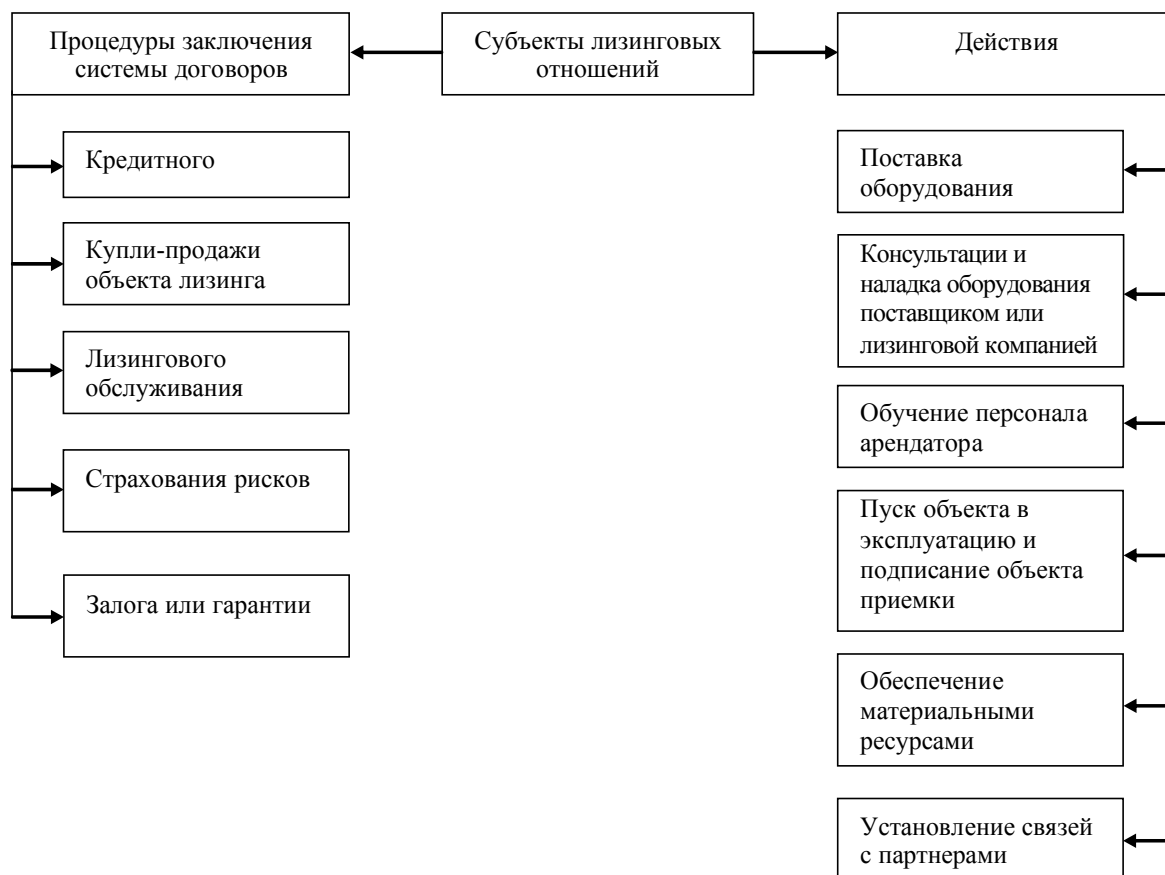 Процедуры заключения
системы договоров
Субъекты лизинговых
отношений
Действия
Кредитного
Купли-продажи
объекта лизинга
Лизингового
обслуживания
Страхования рисков
Залога или гарантии
Поставка
оборудования
Консультации и
наладка оборудования
поставщиком или
лизинговой компанией
Обучение персонала
арендатора
Пуск объекта в
эксплуатацию и
подписание объекта
приемки
Обеспечение
материальными
ресурсами
Установление связей
с партнерами